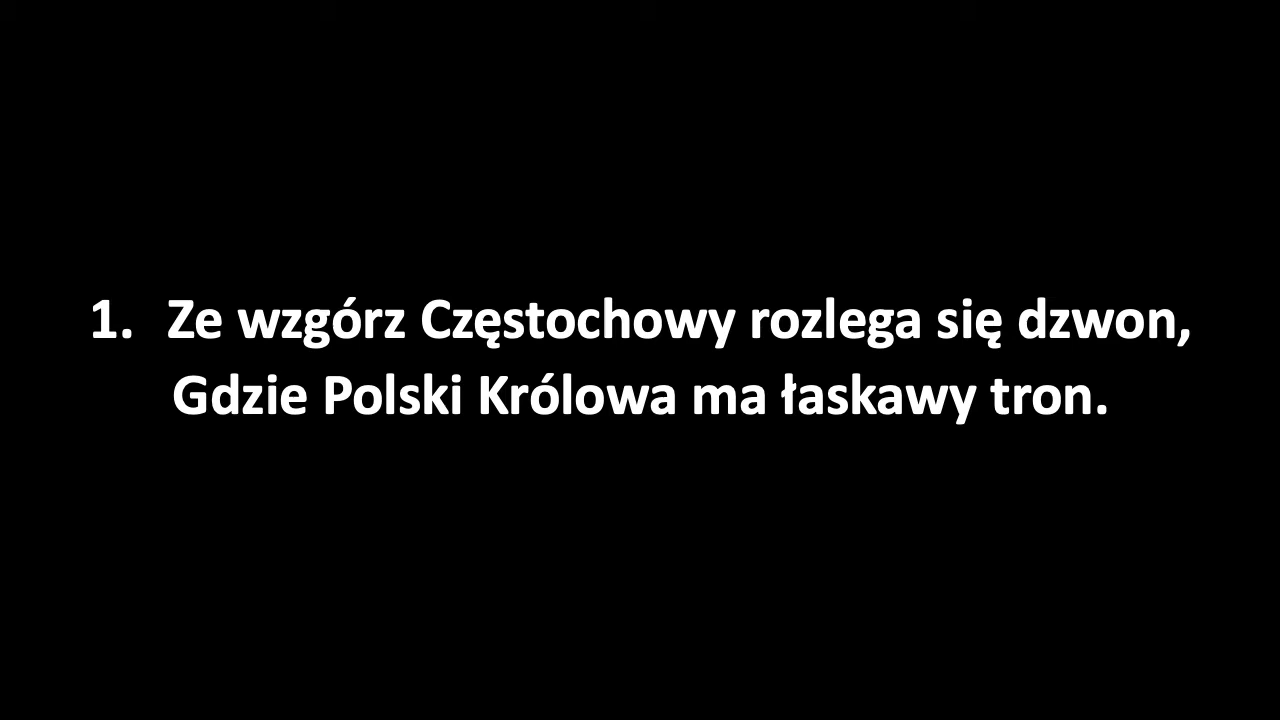 1. Ze wzgórz Częstochowy rozlega się dzwon,
Gdzie Polski Królowa ma łaskawy tron.